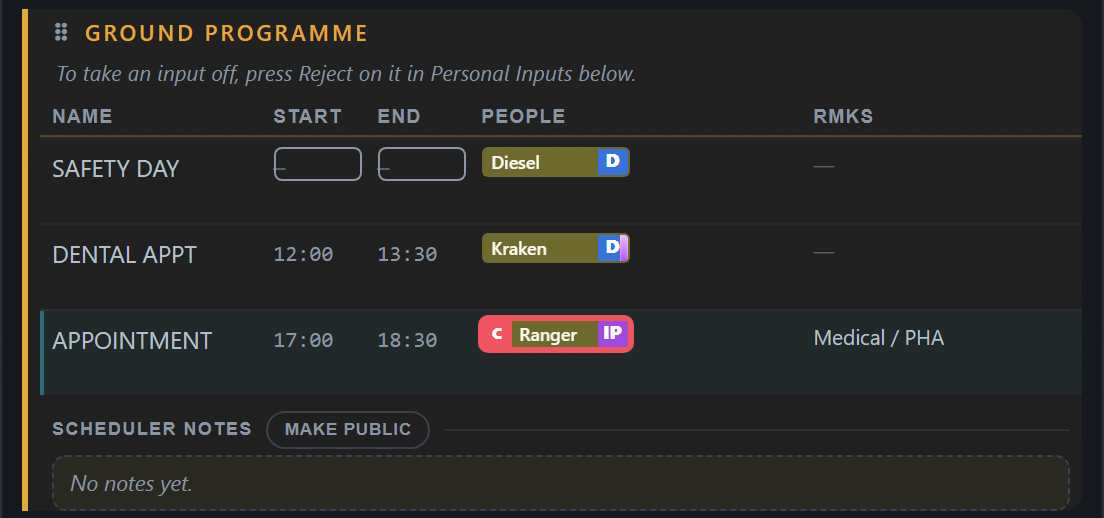 GROUND PROGRAMME
To take an input off, press Reject on it in Personal Inputs below.
NAME START END PEOPLE RMKS
SAFETY DAY — — Diesel D —
DENTAL APPT 12:00 13:30 Kraken D —
APPOINTMENT 17:00 18:30 C Ranger IP Medical / PHA
SCHEDULER NOTES MAKE PUBLIC
No notes yet.